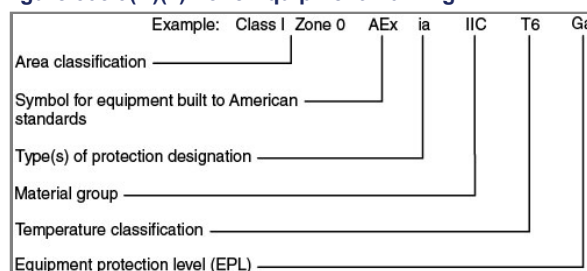 Example: Class I Zone 0 AEx ia IIC T6 Ga
Area classification
Symbol for equipment built to American
standards
Type(s) of protection designation
Material group
Temperature classification
Equipment protection level (EPL)